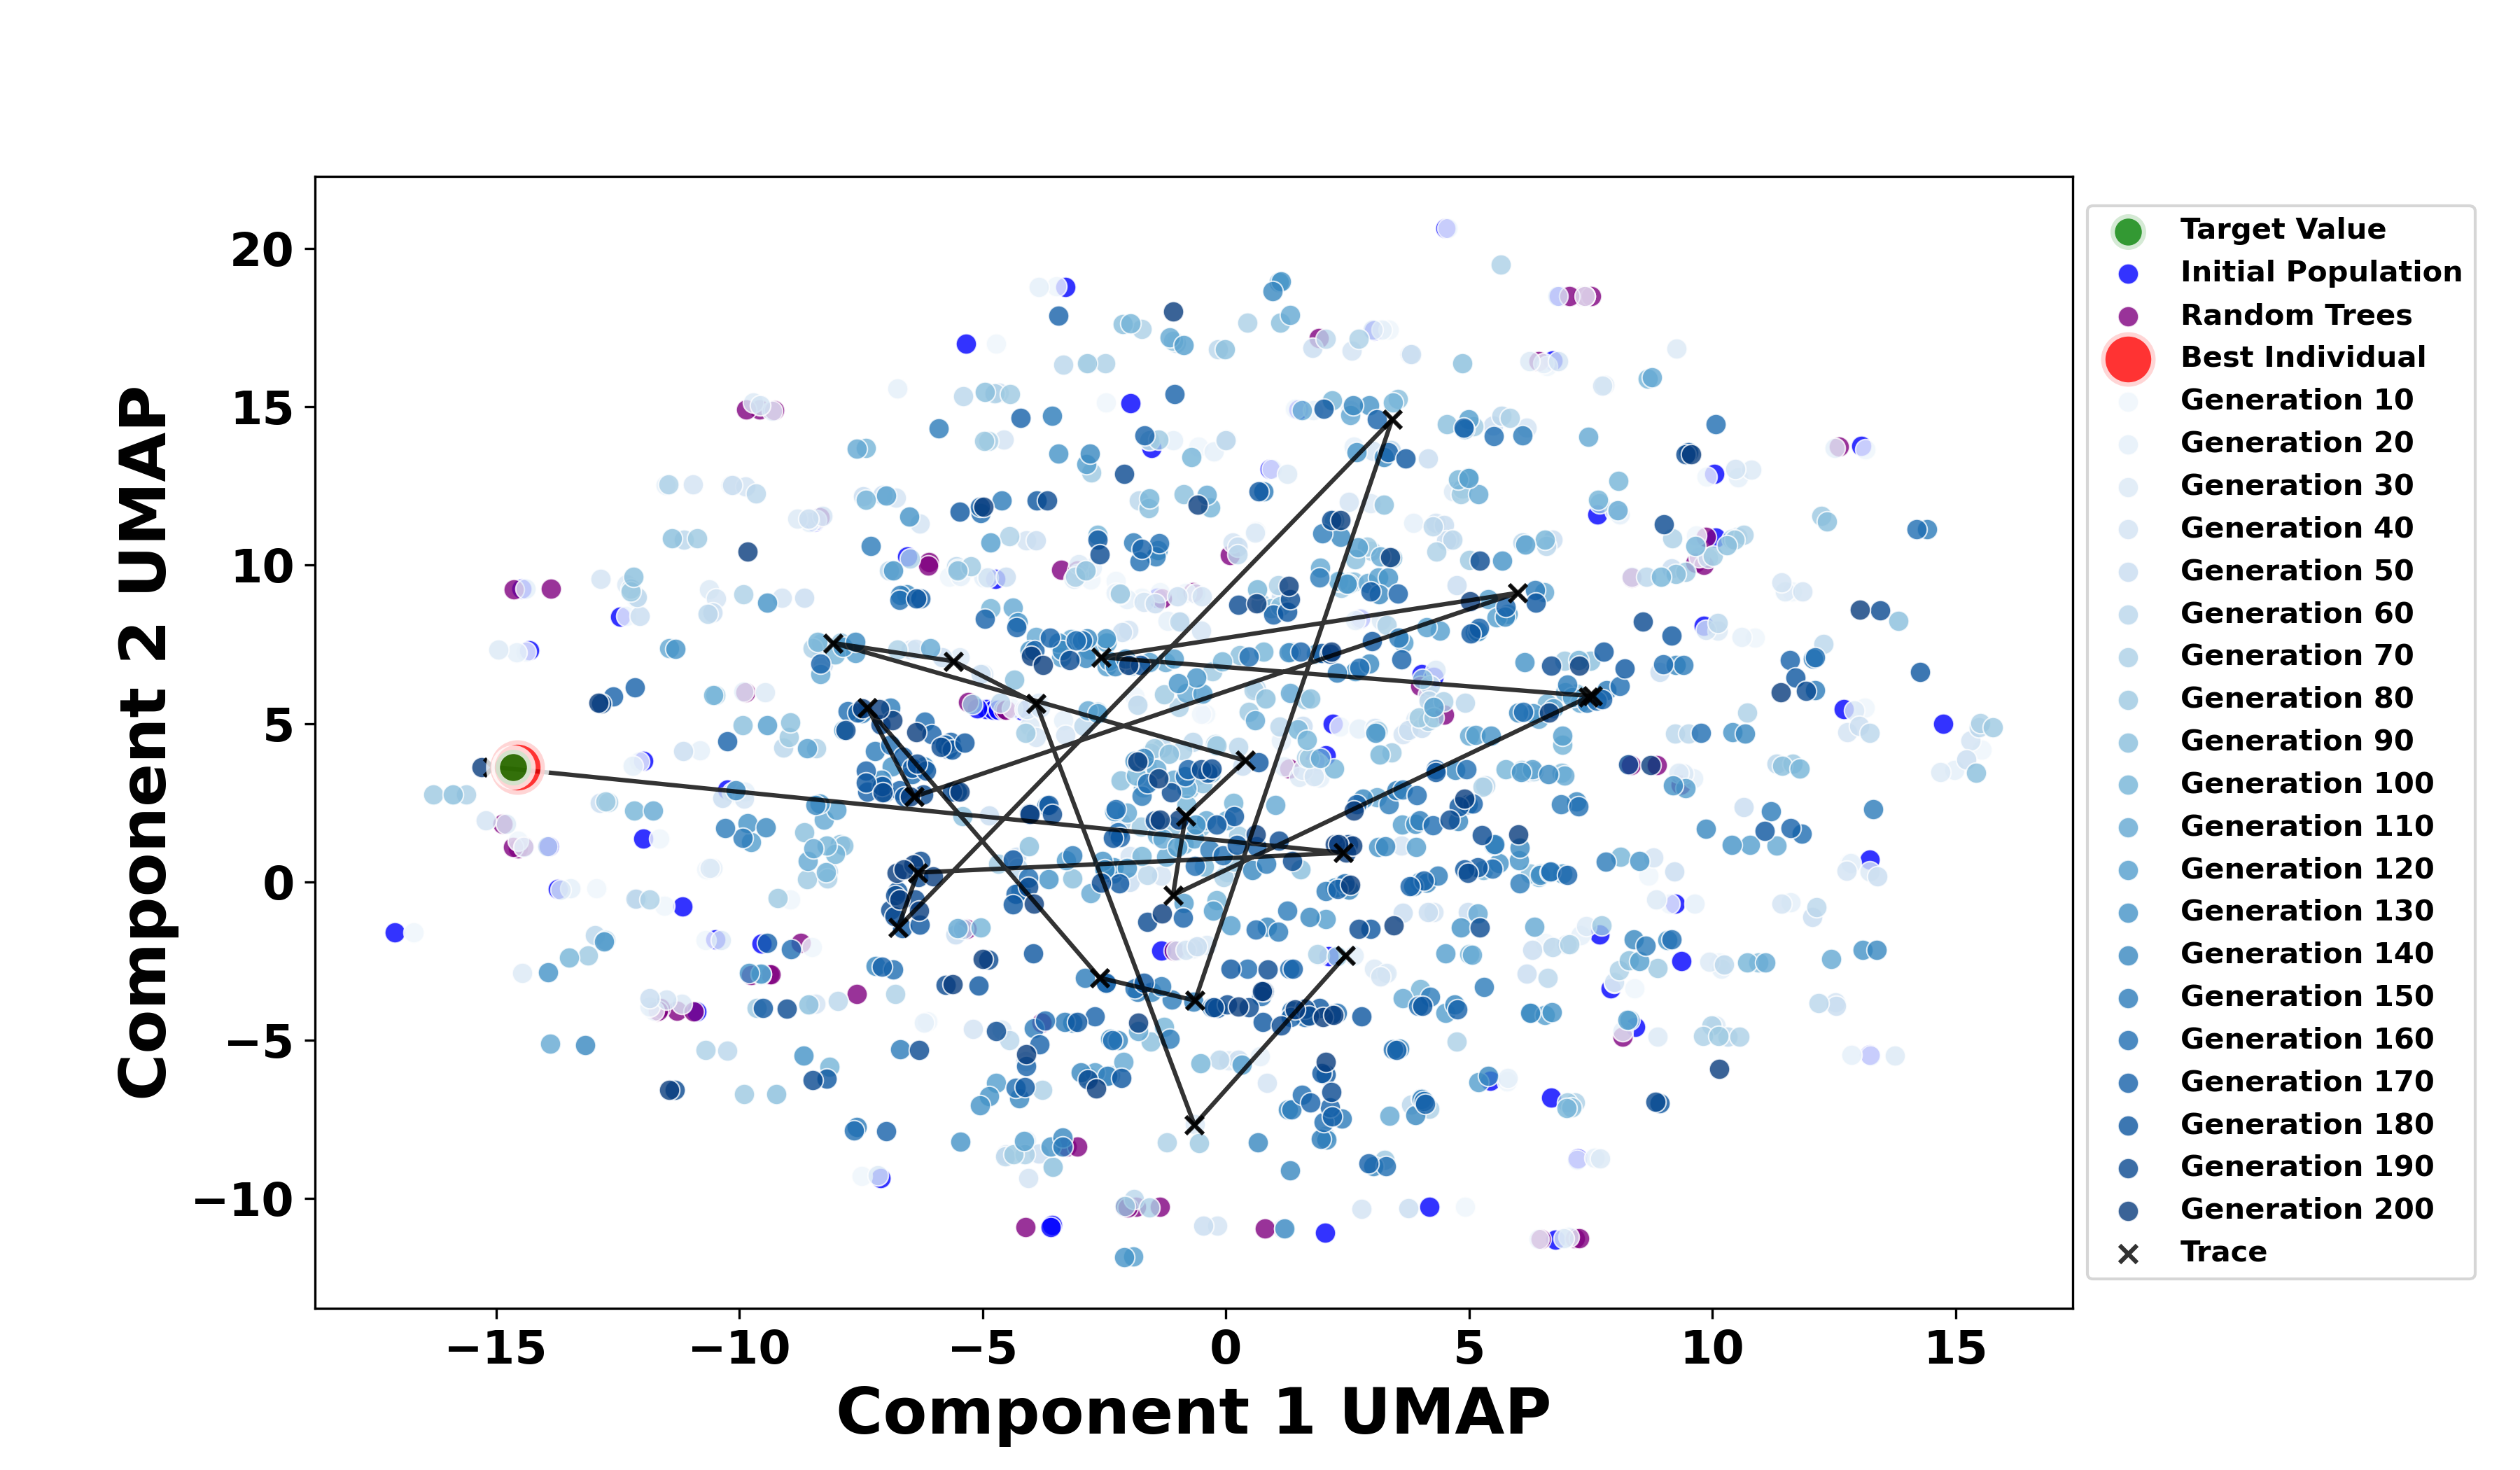 Component 2 UMAP
20
15
10
5
0
−5
−10
−15
−10
−5
0
5
10
15
Component 1 UMAP
Target Value
Initial Population
Random Trees
Best Individual
Generation 10
Generation 20
Generation 30
Generation 40
Generation 50
Generation 60
Generation 70
Generation 80
Generation 90
Generation 100
Generation 110
Generation 120
Generation 130
Generation 140
Generation 150
Generation 160
Generation 170
Generation 180
Generation 190
Generation 200
Trace